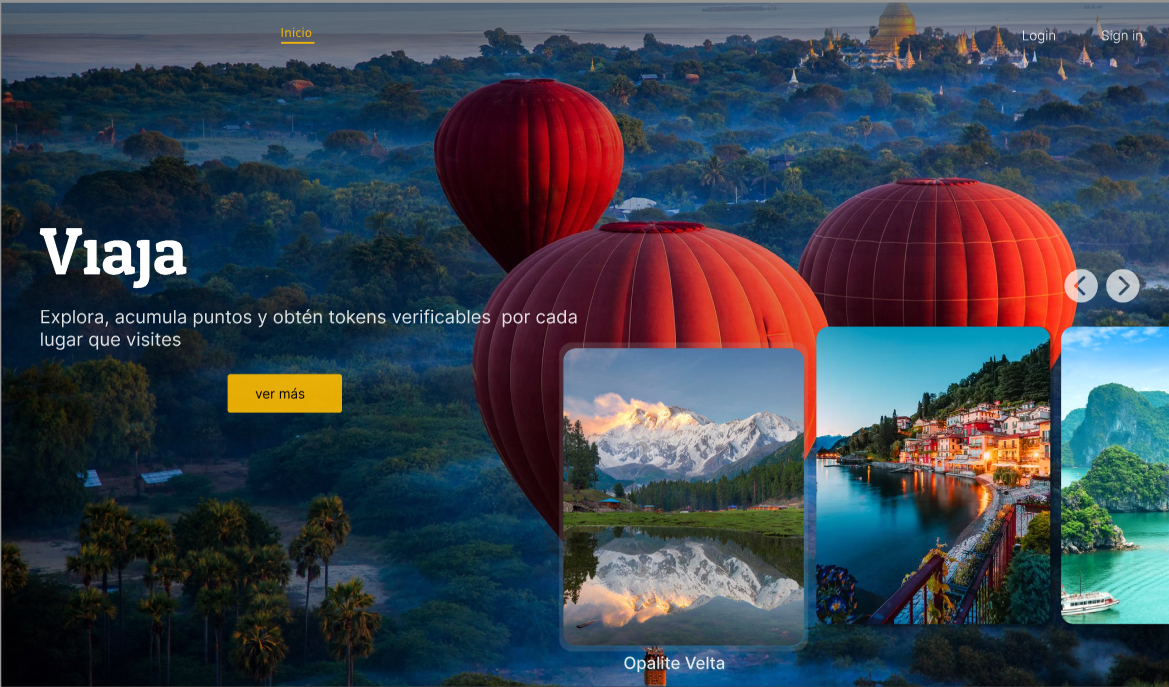 Inicio
Login
Sign in
Viaja
Explora, acumula puntos y obtén tokens verificables por cada
lugar que visites
ver más
Opalite Velta